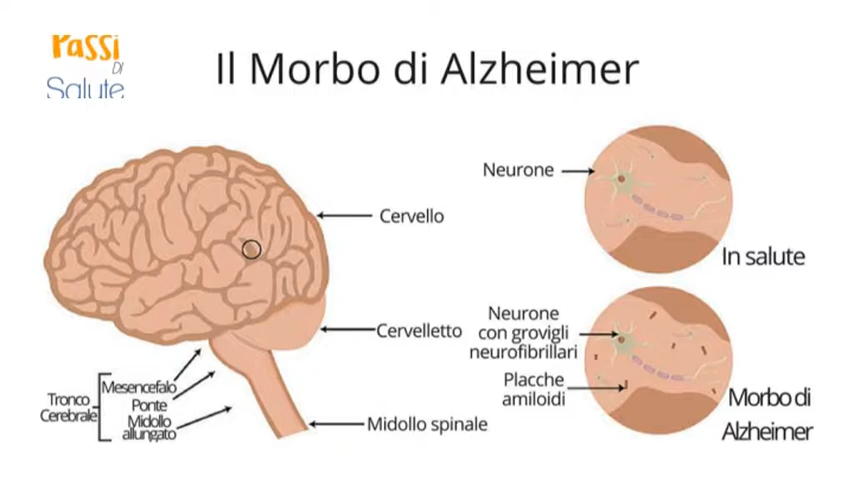 rassi
DI
Salute
Il Morbo di Alzheimer
Neurone
Cervello
In salute
Neurone
con grovigli
neurofibrillari
Cervelletto
Placche
amiloidi
Tronco
Cerebrale
Mesencefalo
Ponte
Midollo
allungato
Midollo spinale
Morbo di
Alzheimer